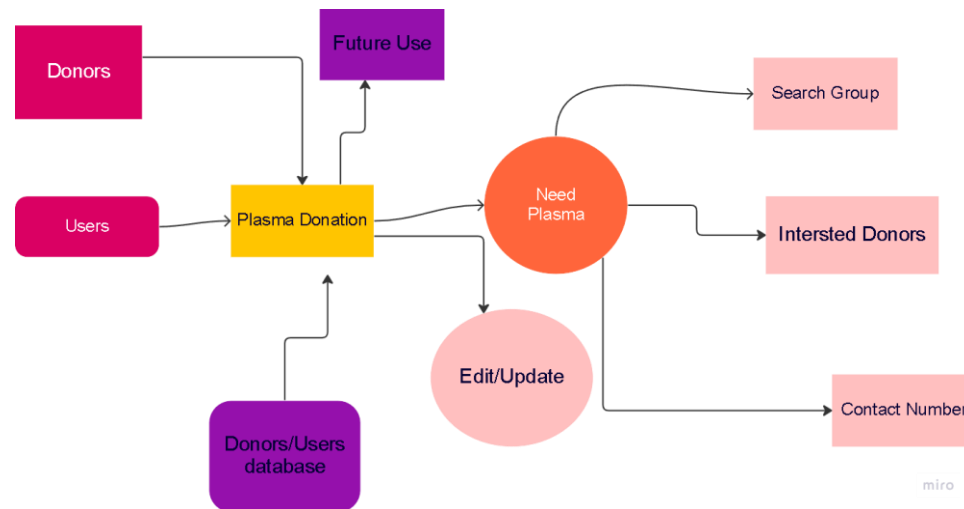 Donors
Future Use
Search Group
Users
Plasma Donation
Need
Plasma
Intersted Donors
Edit/Update
Contact Number
Donors/Users
database
miro